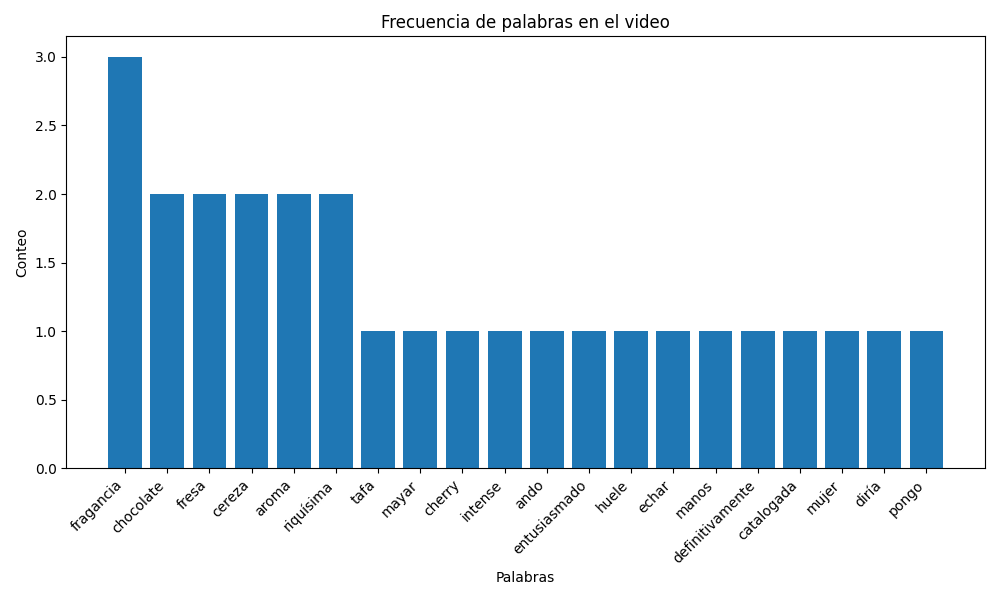 Frecuencia de palabras en el video
Conteo
3.0
2.5
2.0
1.5
1.0
0.5
0.0
fragancia
chocolate
fresa
cereza
aroma
riquísima
tafa
mayar
cherry
intense
ando
entusiasmado
huele
echar
manos
definitivamente
catalogada
mujer
diría
pongo
Palabras